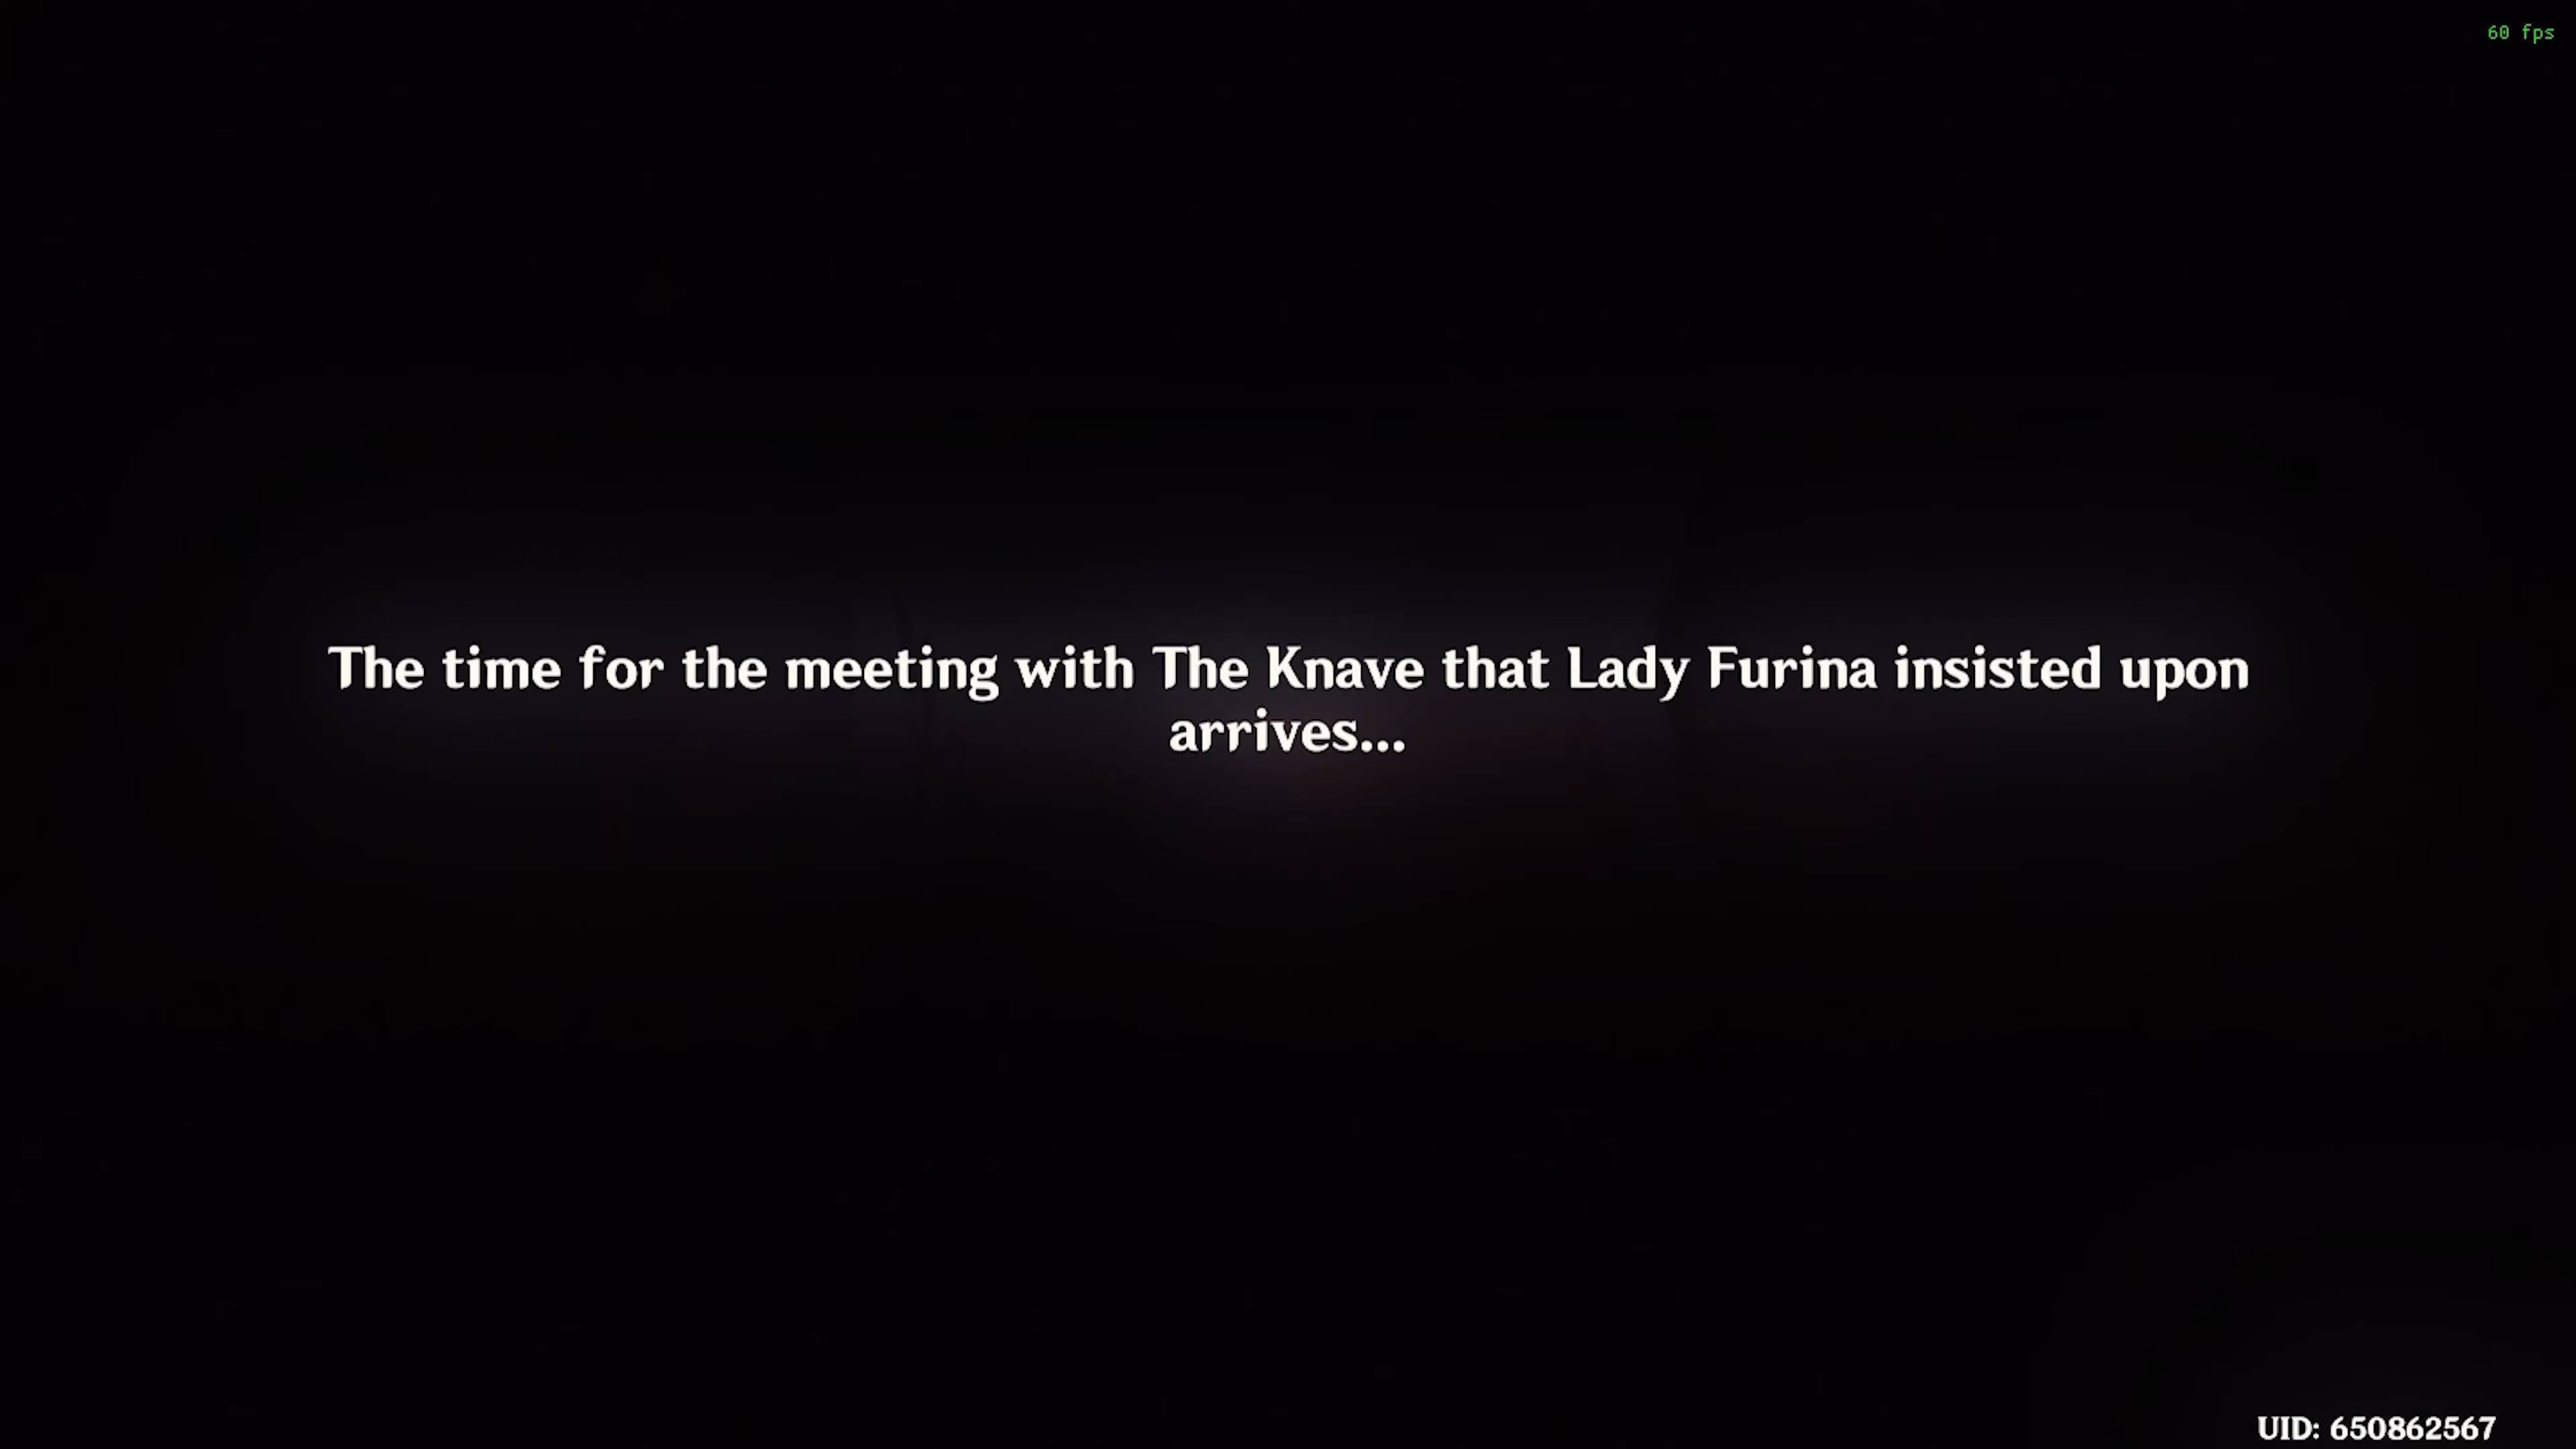 60 fps
The time for the meeting with The Knave that Lady Furina insisted upon
arrives...
UID: 650862567